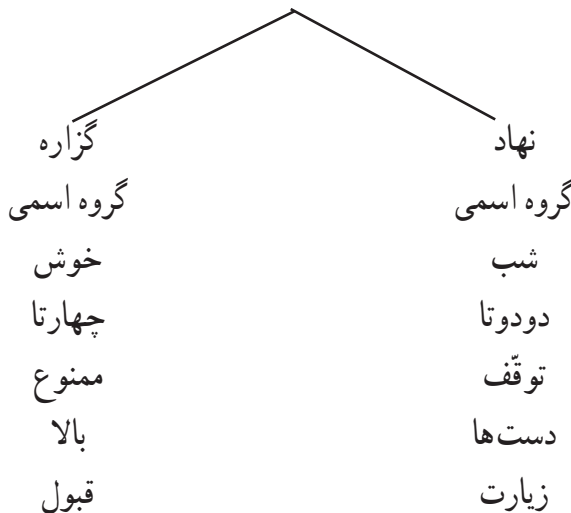 نهاد گزاره
گروه اسمی گروه اسمی
شب خوش
دودوتا چهارتا
توقّف ممنوع
دست‌ها بالا
زیارت قبول